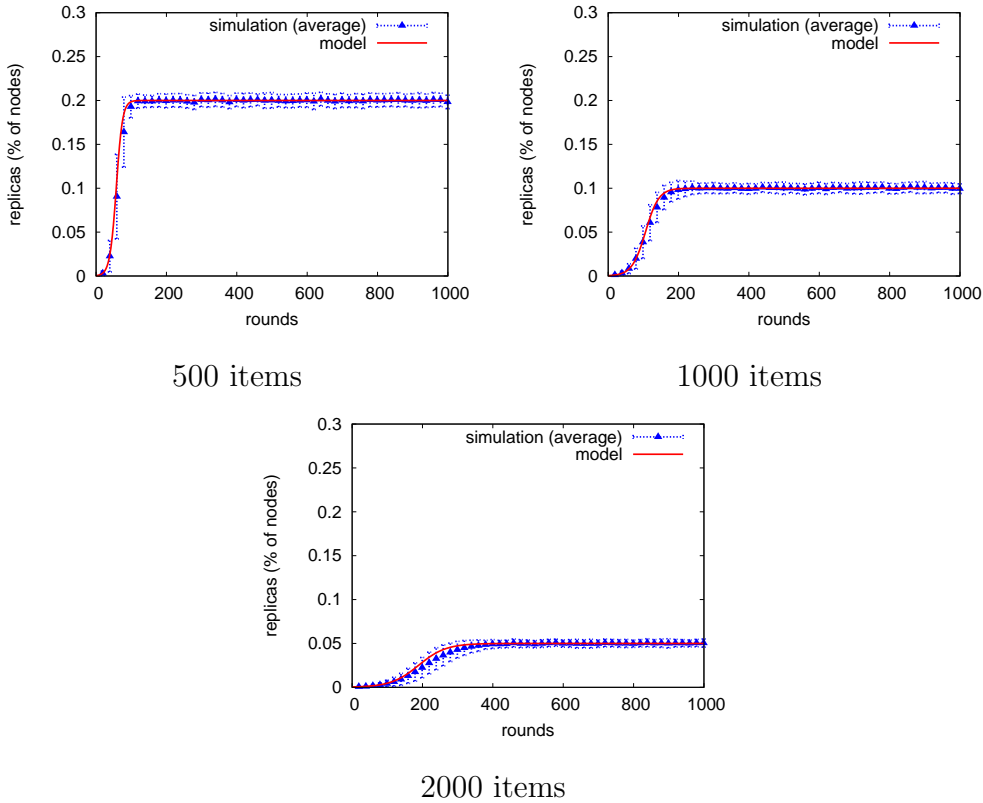 0.3
0.25
0.2
0.15
0.1
0.05
0
replicas (% of nodes)
simulation (average)
model
0 200 400 600 800 1000
rounds
500 items
0.3
0.25
0.2
0.15
0.1
0.05
0
replicas (% of nodes)
simulation (average)
model
0 200 400 600 800 1000
rounds
1000 items
0.3
0.25
0.2
0.15
0.1
0.05
0
replicas (% of nodes)
simulation (average)
model
0 200 400 600 800 1000
rounds
2000 items